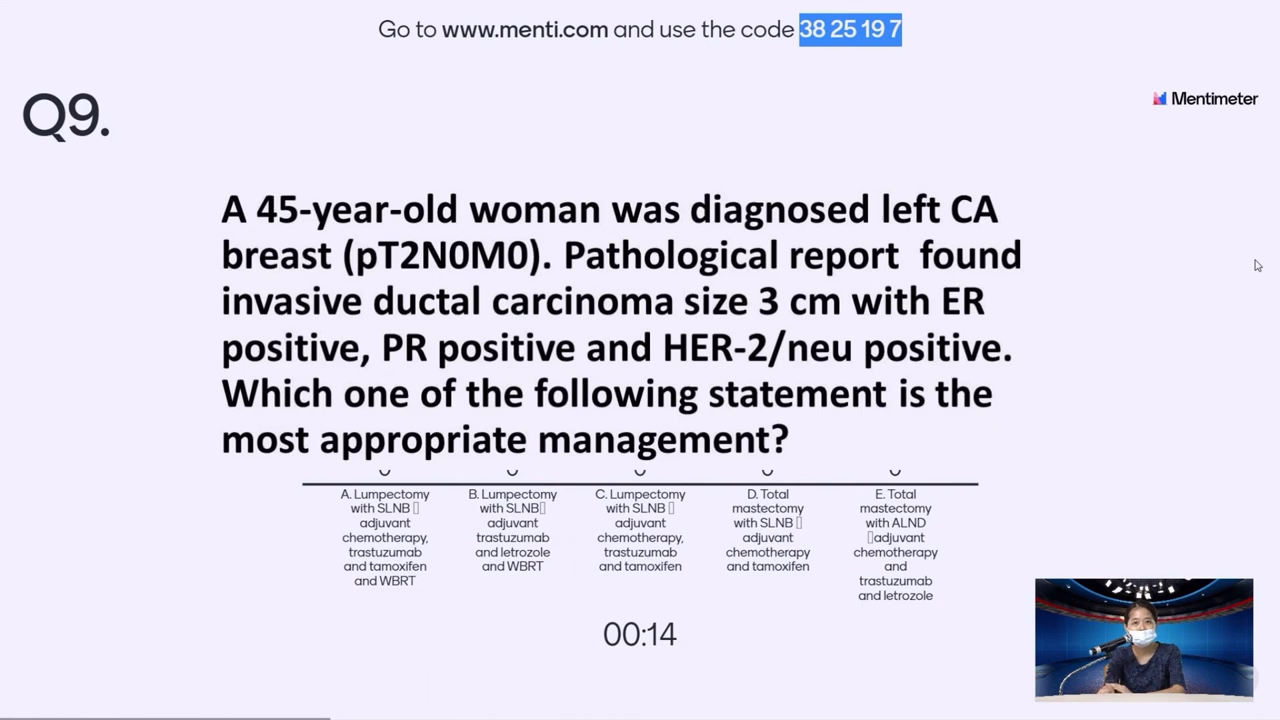 Go to www.menti.com and use the code 38 25 19 7
Mentimeter
Q9.
A 45-year-old woman was diagnosed left CA
breast (pT2N0M0). Pathological report found
invasive ductal carcinoma size 3 cm with ER
positive, PR positive and HER-2/neu positive.
Which one of the following statement is the
most appropriate management?
A. Lumpectomy
with SLNB ▯
adjuvant
chemotherapy,
trastuzumab
and tamoxifen
and WBRT
B. Lumpectomy
with SLNB▯
adjuvant
trastuzumab
and letrozole
and WBRT
C. Lumpectomy
with SLNB ▯
adjuvant
chemotherapy,
trastuzumab
and tamoxifen
D. Total
mastectomy
with SLNB ▯
adjuvant
chemotherapy
and tamoxifen
E. Total
mastectomy
with ALND
▯adjuvant
chemotherapy
and
trastuzumab
and letrozole
00:14